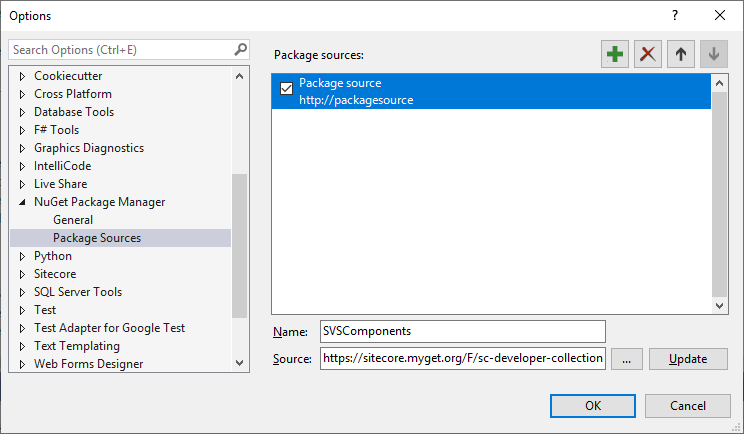 Options
?
Search Options (Ctrl+E)
Cookiecutter
Cross Platform
Database Tools
F# Tools
Graphics Diagnostics
IntelliCode
Live Share
NuGet Package Manager
General
Package Sources
Python
Sitecore
SQL Server Tools
Test
Test Adapter for Google Test
Text Templating
Web Forms Designer
Package sources:
Package source
http://packagesource
Name: SVSComponents
Source: https://sitecore.myget.org/F/sc-developer-collection ... Update
OK Cancel